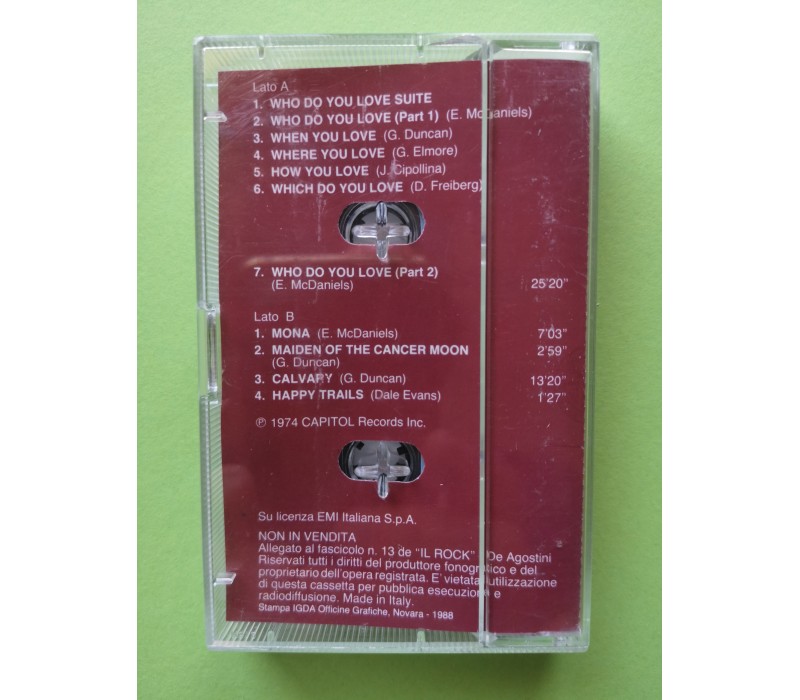 Lato A
1. WHO DO YOU LOVE SUITE
2. WHO DO YOU LOVE (Part 1) (E. McDaniels)
3. WHEN YOU LOVE (G. Duncan)
4. WHERE YOU LOVE (G. Elmore)
5. HOW YOU LOVE (J. Cipollina)
6. WHICH DO YOU LOVE (D. Freiberg)
7. WHO DO YOU LOVE (Part 2)
(E. McDaniels) 25'20"
Lato B
1. MONA (E. McDaniels) 7'03"
2. MAIDEN OF THE CANCER MOON 2'59"
(G. Duncan)
3. CALVARY (G. Duncan) 13'20"
4. HAPPY TRAILS (Dale Evans) 1'27"
℗ 1974 CAPITOL Records Inc.
Su licenza EMI Italiana S.p.A.
NON IN VENDITA
Allegato al fascicolo n. 13 de "IL ROCK" De Agostini
Riservati tutti i diritti del produttore fonografico e del
proprietario dell'opera registrata. E' vietata utilizzazione
di questa cassetta per pubblica esecuzione e
radiodiffusione. Made in Italy.
Stampa IGDA Officine Grafiche, Novara - 1988